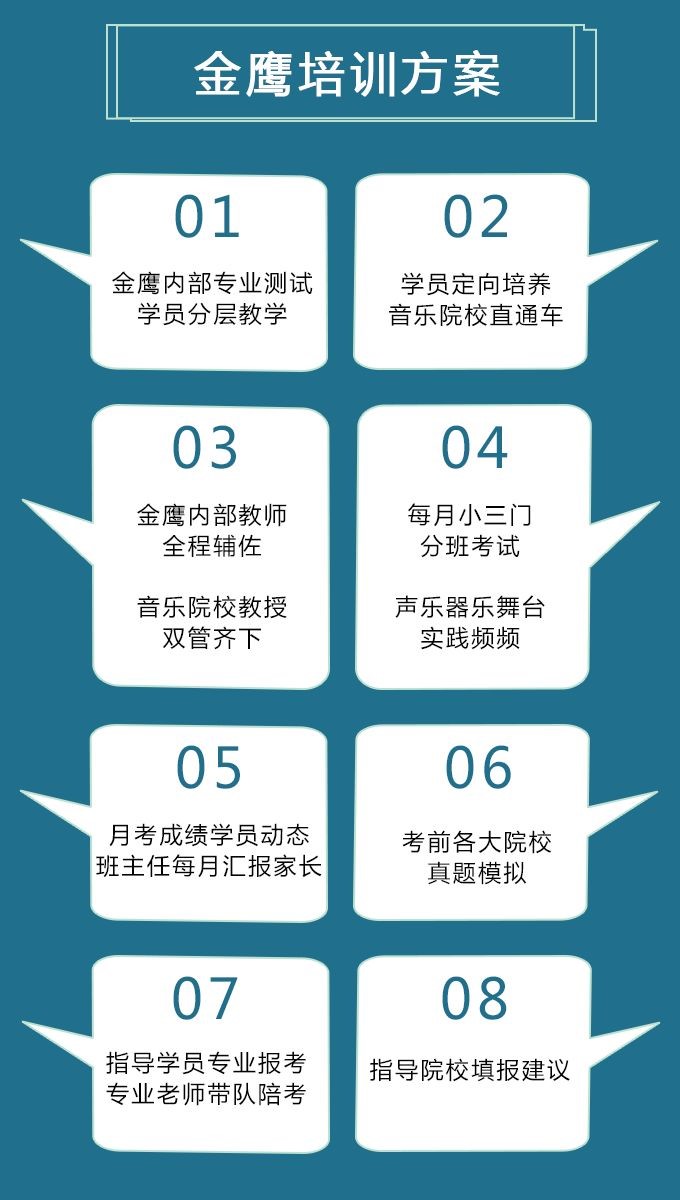 金鹰培训方案
01
金鹰内部专业测试
学员分层教学
02
学员定向培养
音乐院校直通车
03
金鹰内部教师
全程辅佐
音乐院校教授
双管齐下
04
每月小三门
分班考试
声乐器乐舞台
实践频频
05
月考成绩学员动态
班主任每月汇报家长
06
考前各大院校
真题模拟
07
指导学员专业报考
专业老师带队陪考
08
指导院校填报建议